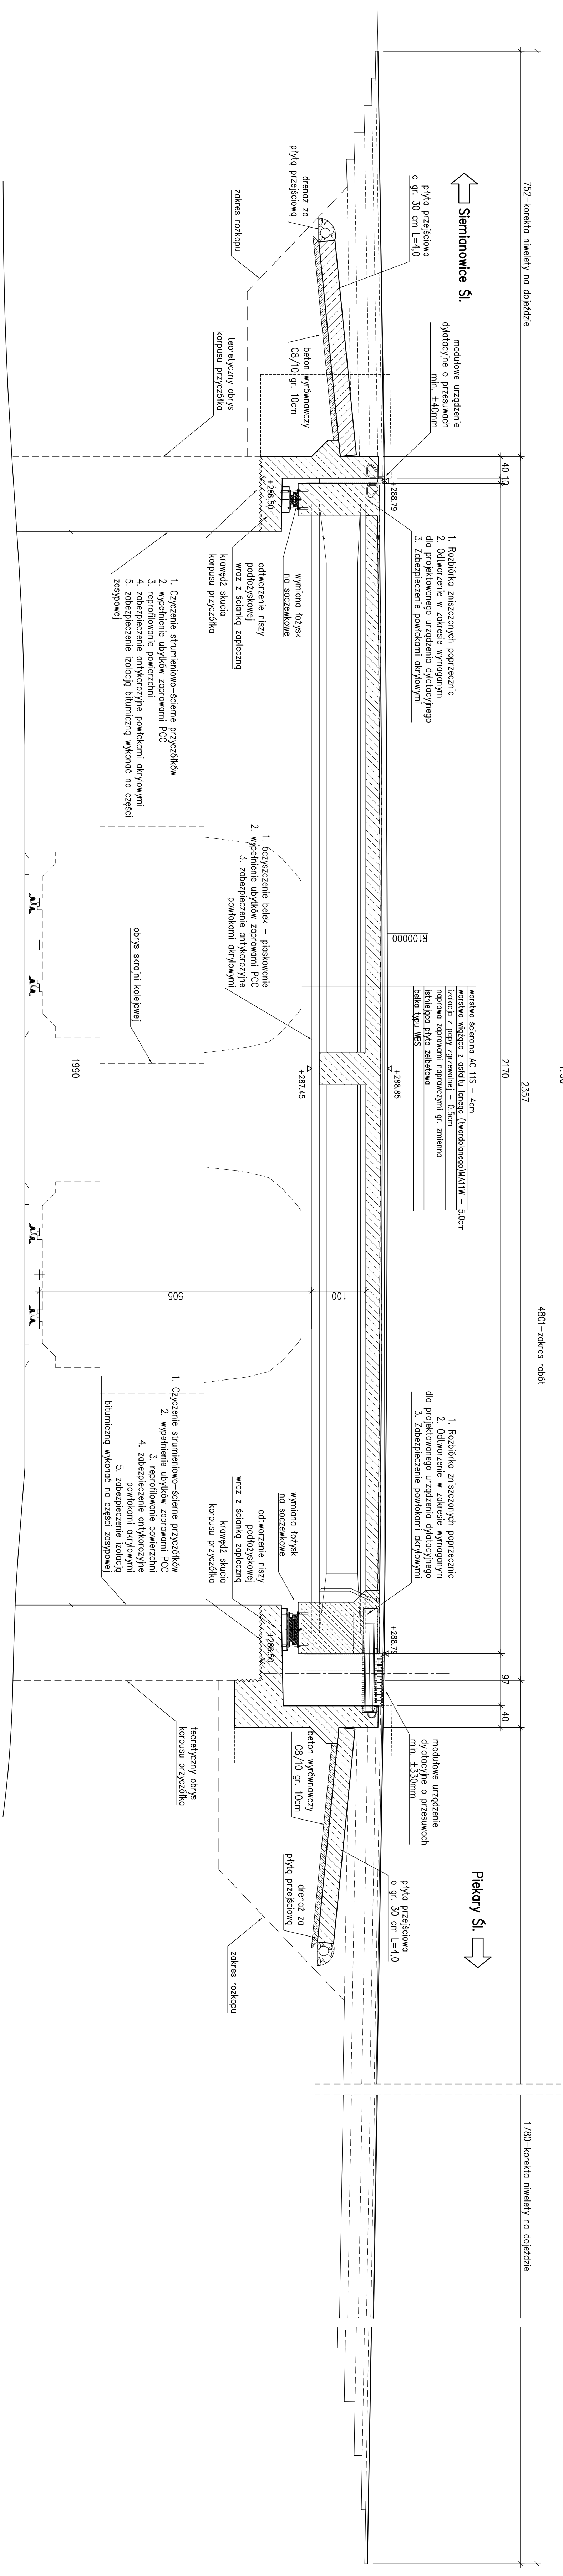 4801-zakres robót
2357
752-korekta niwelety na dojeździe
40
10
2170
97
40
1780-korekta niwelety na dojeździe
Siemianowice Śl.
Piekary Śl.
płyta przejściowa
o gr. 30 cm L=4,0
drenaż za
płytą przejściową
zakres rozkopu
beton wyrównawczy
C8/10 gr. 10cm
teoretyczny obrys
korpusu przyczółka
modułowe urządzenie
dylatacyjne o przesuwach
min. ±40mm
+288.79
+286.50
1. Rozbiórka zniszczonych poprzecznic
2. Odtworzenie w zakresie wymaganym
dla projektowanego urządzenia dylatacyjnego
3. Zabezpieczenie powłokami akrylowymi
wymiana łożysk
na soczewkowe
odtworzenie niszy
podłożyskowej
wraz z ścianką zapleczną
krawędź skucia
korpusu przyczółka
1. Czyczenie strumieniowo-ścierne przyczółków
2. wypełnienie ubytków zaprawami PCC
3. reprofilowanie powierzchni
4. zabezpieczenie antykorozyjne powłokami akrylowymi
5. zabezpieczenie izolacją bitumiczną wykonać na części
zasypowej
1. oczyszczenie belek – piaskowanie
2. wypełnienie ubytków zaprawami PCC
3. zabezpieczenie antykorozyjne
powłokami akrylowymi
obrys skrajni kolejowej
R100000
warstwa ścieralna AC 11S - 4cm
warstwa wiążąca z asfaltu lanego (twardolanego)MA11W - 5.0cm
izolacja z papy zgrzewalnej - 0.5cm
naprawa zaprawami naprawczymi gr. zmienna
istniejąca płyta żelbetowa
belka typu WBS
+288.85
+287.45
1990
505
100
1. Rozbiórka zniszczonych poprzecznic
2. Odtworzenie w zakresie wymaganym
dla projektowanego urządzenia dylatacyjnego
3. Zabezpieczenie powłokami akrylowymi
1. Czyczenie strumieniowo-ścierne przyczółków
2. wypełnienie ubytków zaprawami PCC
3. reprofilowanie powierzchni
4. zabezpieczenie antykorozyjne
powłokami akrylowymi
5. zabezpieczenie izolacją
bitumiczną wykonać na części zasypowej
wymiana łożysk
na soczewkowe
odtworzenie niszy
podłożyskowej
wraz z ścianką zapleczną
krawędź skucia
korpusu przyczółka
+288.79
+286.50
modułowe urządzenie
dylatacyjne o przesuwach
min. ±330mm
teoretyczny obrys
korpusu przyczółka
beton wyrównawczy
C8/10 gr. 10cm
płyta przejściowa
o gr. 30 cm L=4,0
drenaż za
płytą przejściową
zakres rozkopu